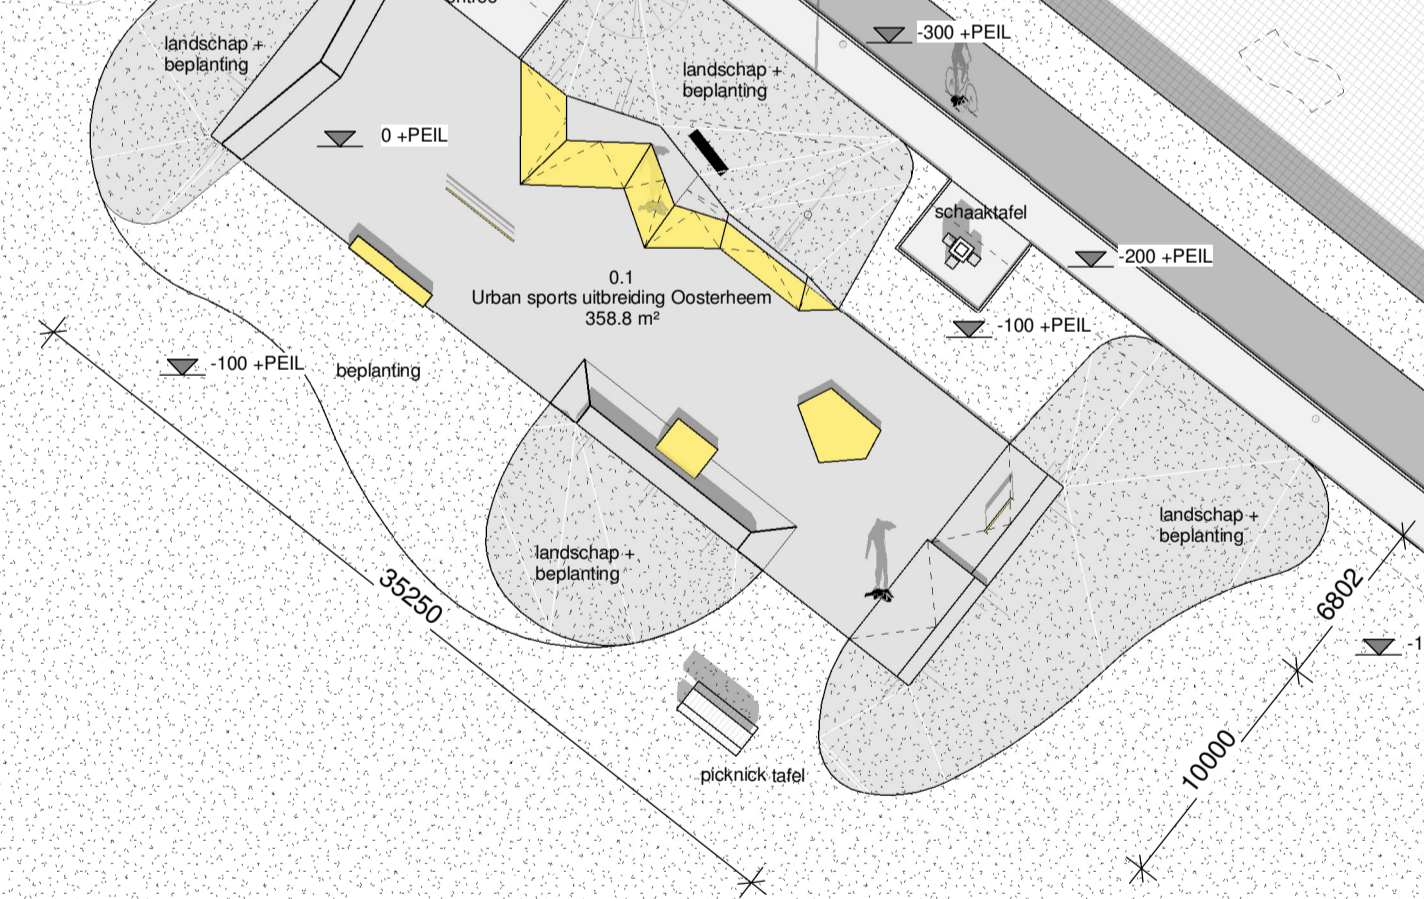 landschap +
beplanting
0 +PEIL
landschap +
beplanting
-300 +PEIL
schaaktafel
-200 +PEIL
-100 +PEIL
0.1
Urban sports uitbreiding Oosterheem
358.8 m²
-100 +PEIL
beplanting
landschap +
beplanting
landschap +
beplanting
35250
6802
10000
picknick tafel
-1